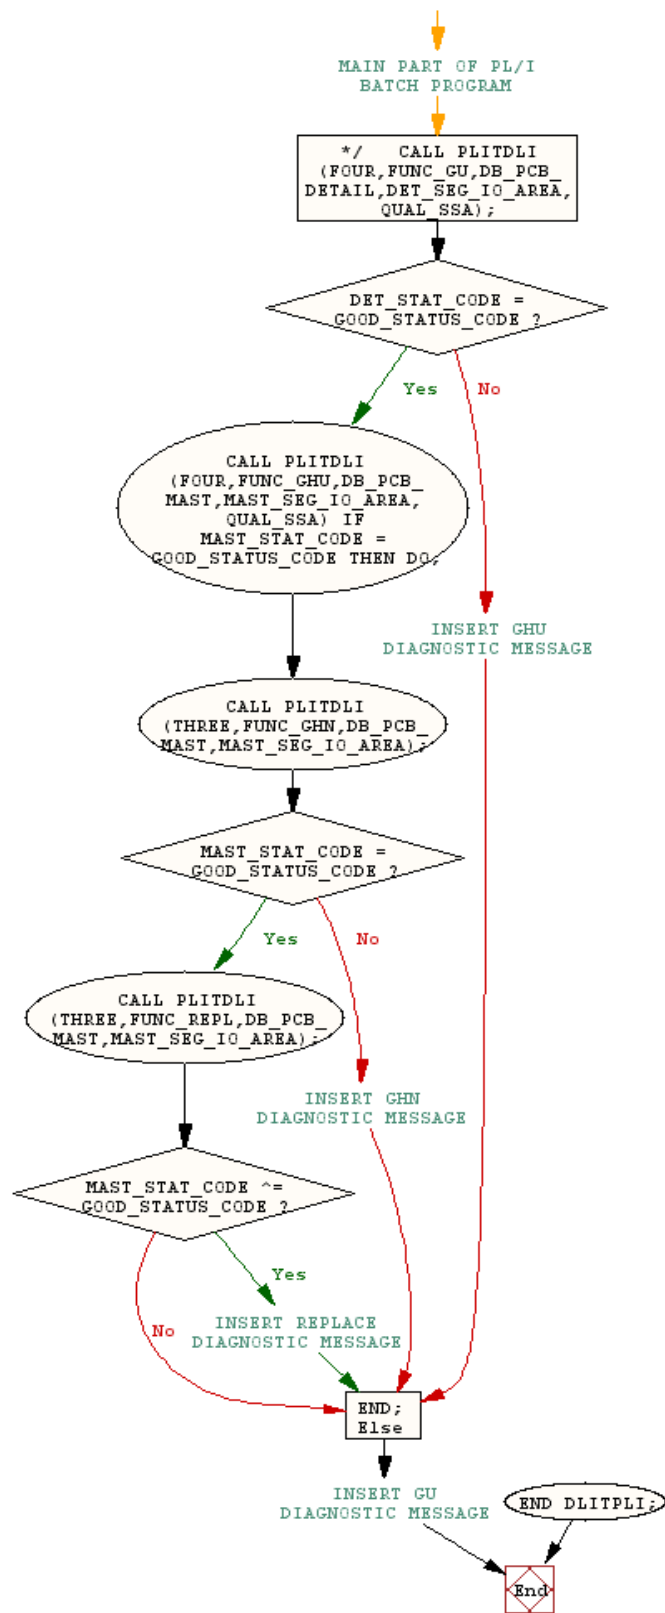 MAIN PART OF PL/I
BATCH PROGRAM
*/ CALL PLITDLI
(FOUR,FUNC_GU,DB_PCB_
DETAIL,DET_SEG_IO_AREA,
QUAL_SSA);
DET_STAT_CODE =
GOOD_STATUS_CODE ?
Yes
No
CALL PLITDLI
(FOUR,FUNC_GHU,DB_PCB_
MAST,MAST_SEG_IO_AREA,
QUAL_SSA) IF
MAST_STAT_CODE =
GOOD_STATUS_CODE THEN DO;
INSERT GHU
DIAGNOSTIC MESSAGE
CALL PLITDLI
(THREE,FUNC_GHN,DB_PCB_
MAST,MAST_SEG_IO_AREA);
MAST_STAT_CODE =
GOOD_STATUS_CODE ?
Yes
No
CALL PLITDLI
(THREE,FUNC_REPL,DB_PCB_
MAST,MAST_SEG_IO_AREA);
INSERT GHN
DIAGNOSTIC MESSAGE
MAST_STAT_CODE ^=
GOOD_STATUS_CODE ?
Yes
No
INSERT REPLACE
DIAGNOSTIC MESSAGE
END;
Else
INSERT GU
DIAGNOSTIC MESSAGE
END DLITPLI;
End